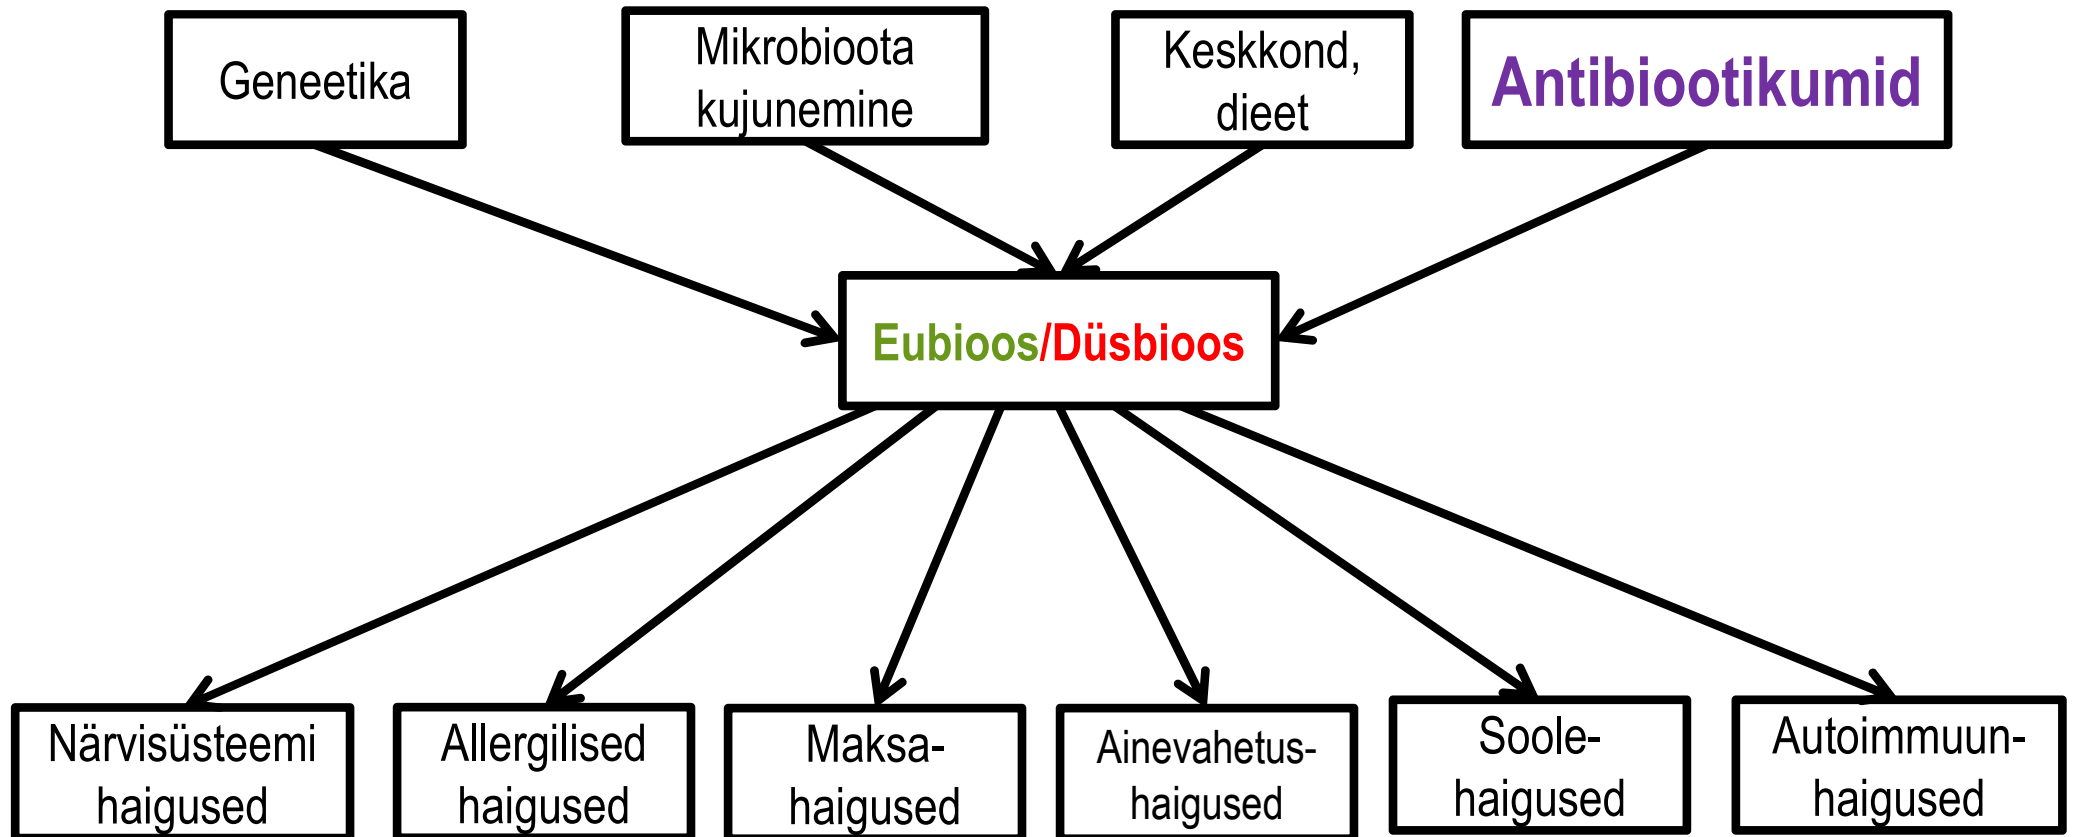 Geneetika
Mikrobioota
kujunemine
Keskkond,
dieet
Antibiootikumid
Eubioos/Düsbioos
Närvisüsteemi
haigused
Allergilised
haigused
Maksa-
haigused
Ainevahetus-
haigused
Soole-
haigused
Autoimmuun-
haigused